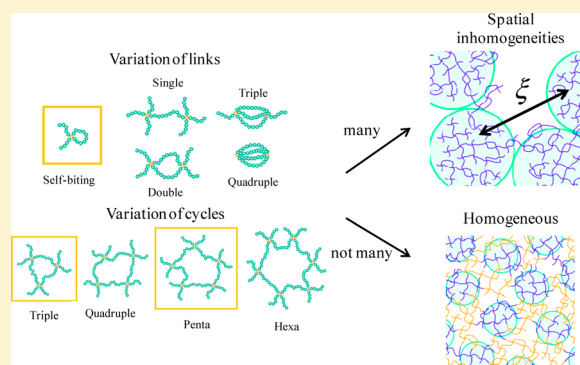 Spatial
inhomogeneities
Variation of links
Single
Triple
ξ
many
Self-biting
Double
Quadruple
Variation of cycles
Homogeneous
not many
Triple
Quadruple
Penta
Hexa